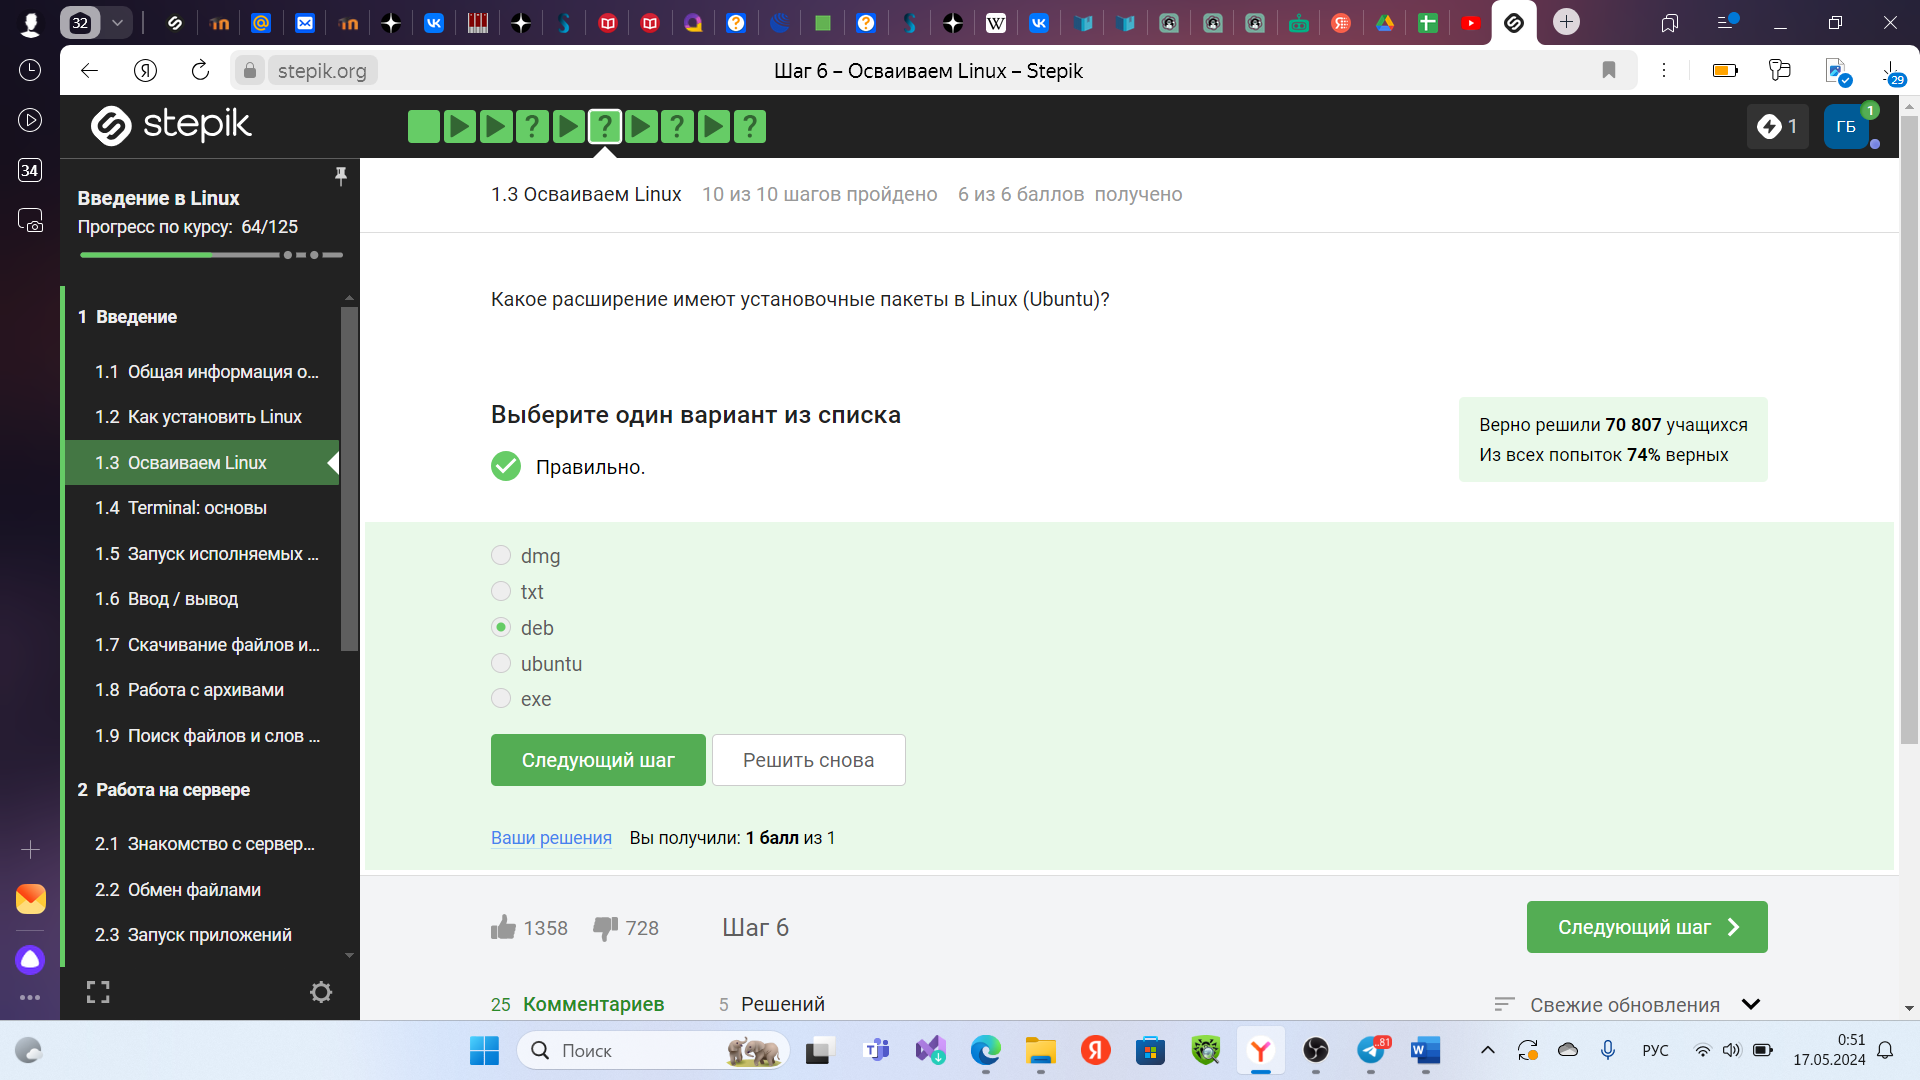 32
stepik.org
Шаг 6 – Осваиваем Linux – Stepik
29
34
stepik
1
ГБ
1
Введение в Linux
Прогресс по курсу: 64/125
1 Введение
1.1 Общая информация о...
1.2 Как установить Linux
1.3 Осваиваем Linux
1.4 Terminal: основы
1.5 Запуск исполняемых ...
1.6 Ввод / вывод
1.7 Скачивание файлов и...
1.8 Работа с архивами
1.9 Поиск файлов и слов ...
2 Работа на сервере
2.1 Знакомство с сервер...
2.2 Обмен файлами
2.3 Запуск приложений
1.3 Осваиваем Linux 10 из 10 шагов пройдено 6 из 6 баллов получено
Какое расширение имеют установочные пакеты в Linux (Ubuntu)?
Выберите один вариант из списка
Правильно.
Верно решили 70 807 учащихся
Из всех попыток 74% верных
dmg
txt
deb
ubuntu
exe
Следующий шаг
Решить снова
Ваши решения Вы получили: 1 балл из 1
1358
728
Шаг 6
Следующий шаг
25 Комментариев
5 Решений
Свежие обновления
Поиск
РУС
0:51
17.05.2024